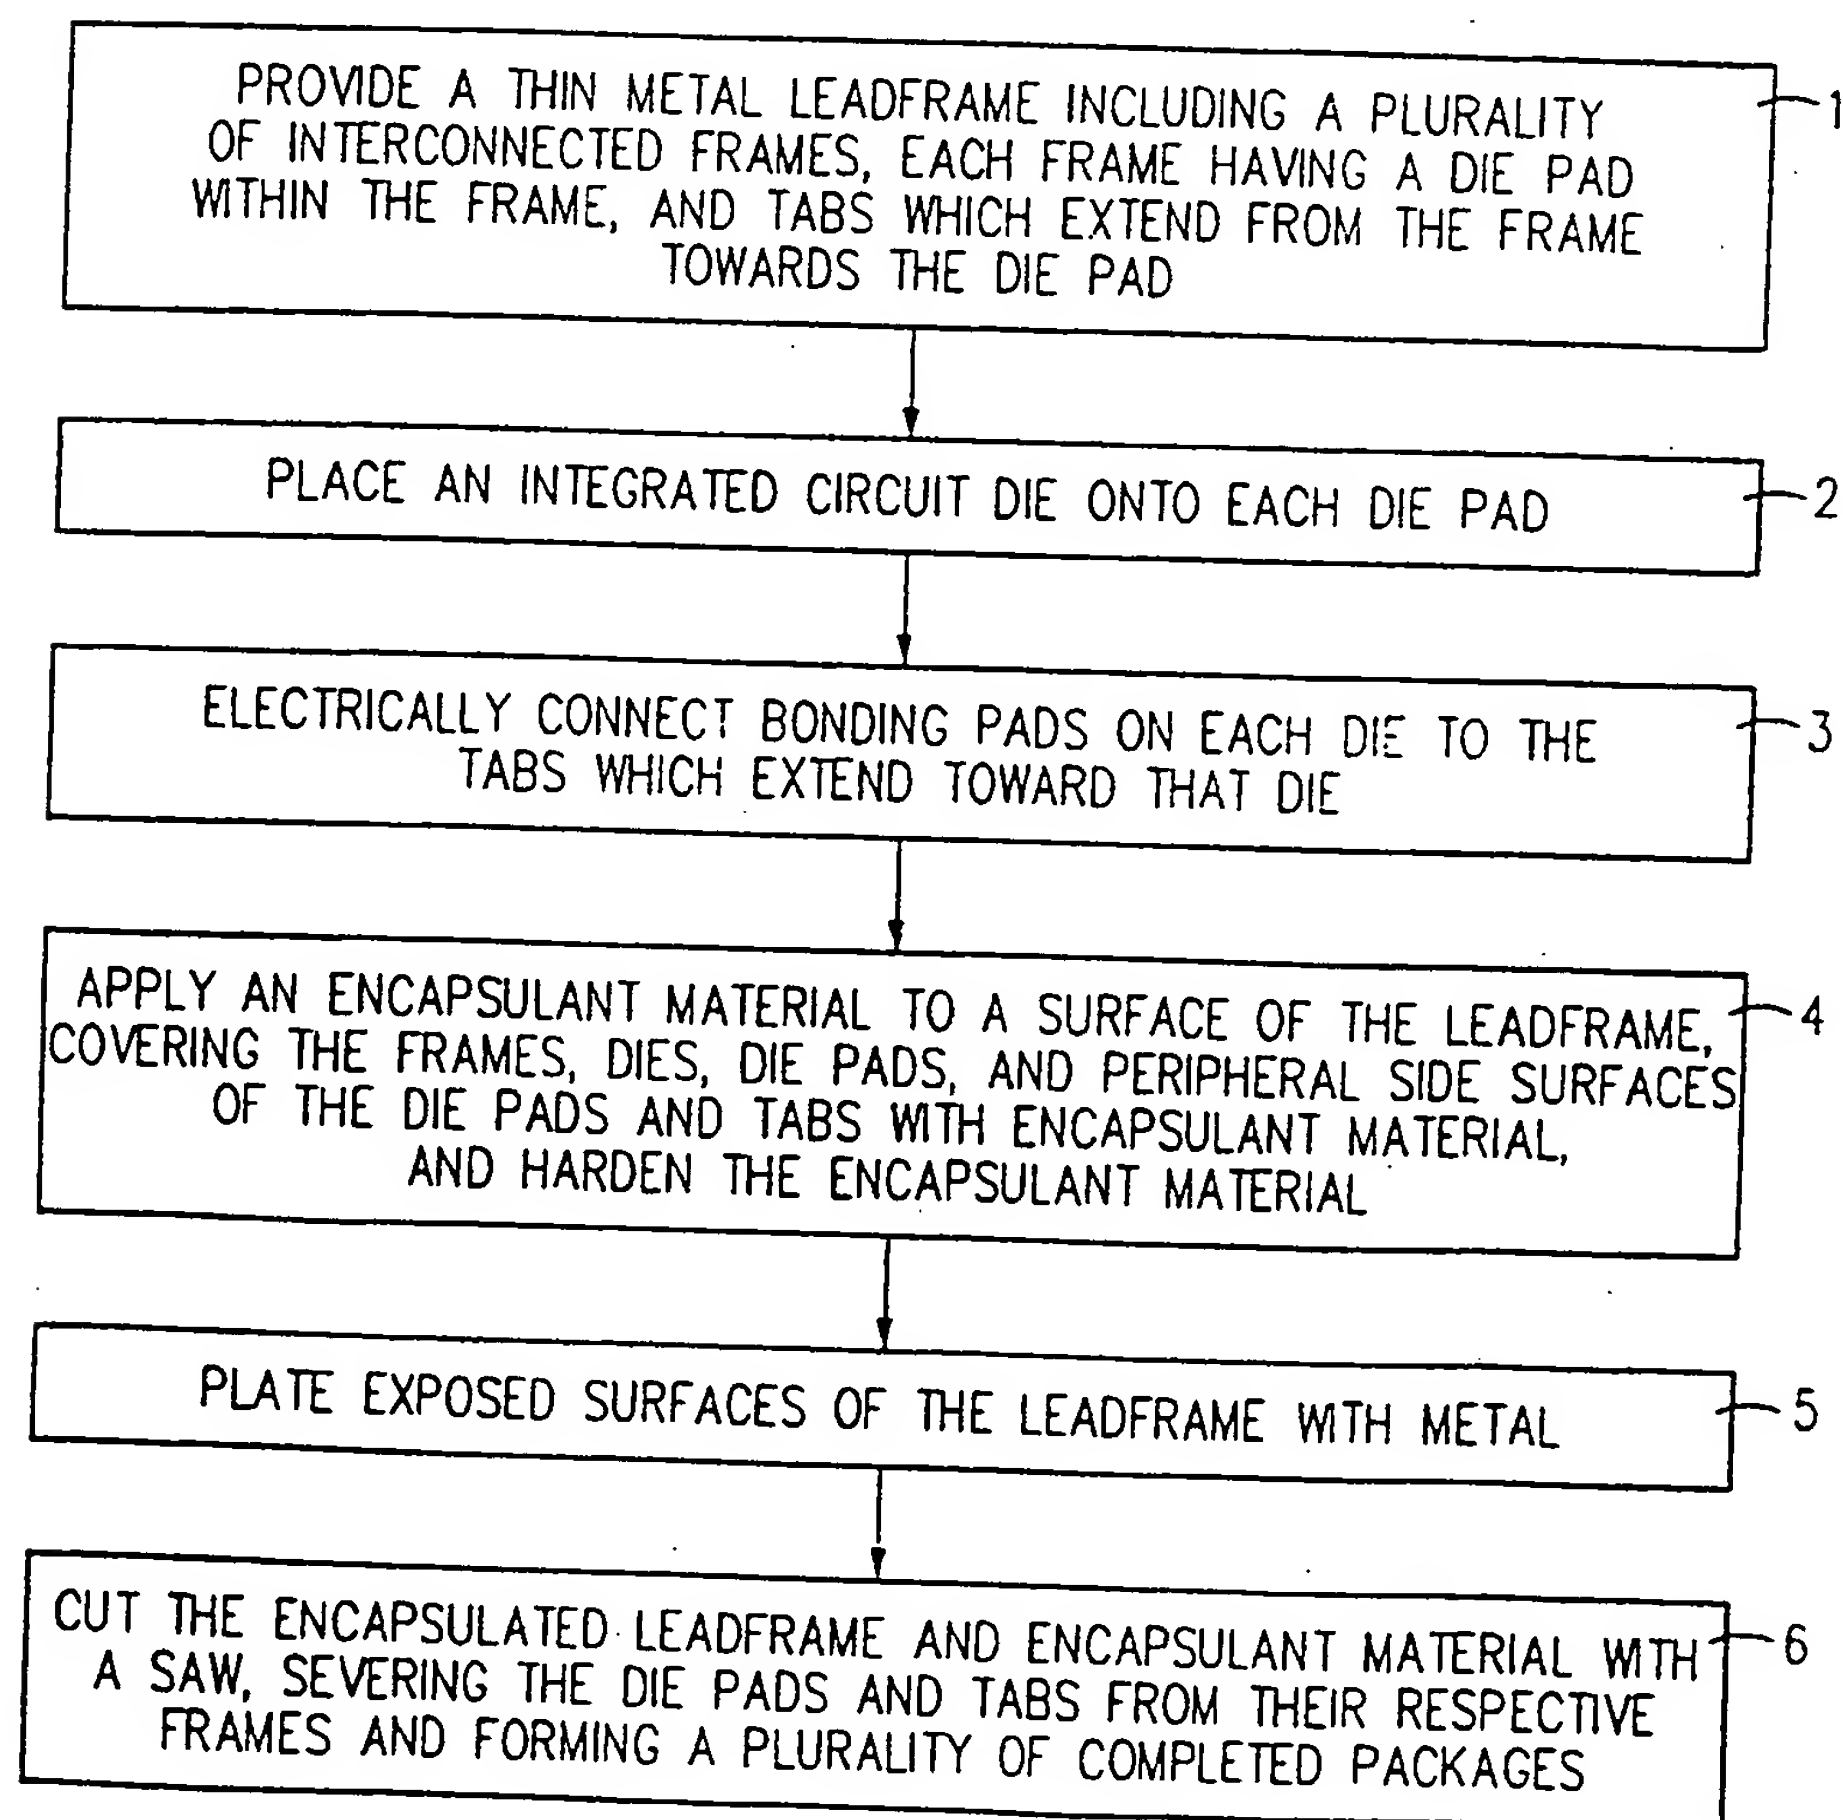 PROVIDE A THIN METAL LEADFRAME INCLUDING A PLURALITY
OF INTERCONNECTED FRAMES, EACH FRAME HAVING A DIE PAD
WITHIN THE FRAME, AND TABS WHICH EXTEND FROM THE FRAME
TOWARDS THE DIE PAD
1
PLACE AN INTEGRATED CIRCUIT DIE ONTO EACH DIE PAD
2
ELECTRICALLY CONNECT BONDING PADS ON EACH DIE TO THE
TABS WHICH EXTEND TOWARD THAT DIE
3
APPLY AN ENCAPSULANT MATERIAL TO A SURFACE OF THE LEADFRAME,
COVERING THE FRAMES, DIES, DIE PADS, AND PERIPHERAL SIDE SURFACES
OF THE DIE PADS AND TABS WITH ENCAPSULANT MATERIAL,
AND HARDEN THE ENCAPSULANT MATERIAL
4
PLATE EXPOSED SURFACES OF THE LEADFRAME WITH METAL
5
CUT THE ENCAPSULATED LEADFRAME AND ENCAPSULANT MATERIAL WITH
A SAW, SEVERING THE DIE PADS AND TABS FROM THEIR RESPECTIVE
FRAMES AND FORMING A PLURALITY OF COMPLETED PACKAGES
6